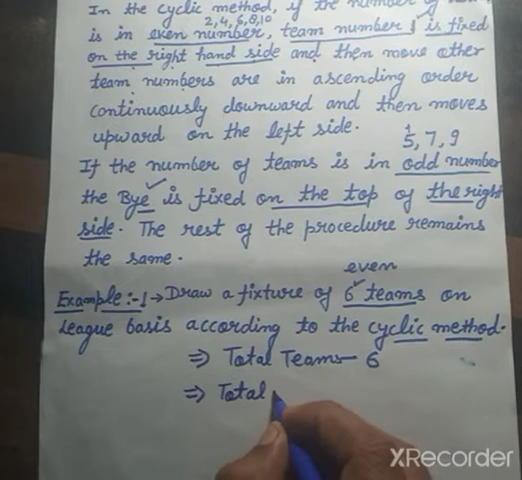 In the cyclic method, if the number of
2, 4, 6, 8, 10
is in even number, team number 1 is fixed
on the right hand side and then move other
team numbers are in ascending order
continuously downward and then moves
upward on the left side.
5, 7, 9
If the number of teams is in odd number
the Bye is fixed on the top of the right
side. The rest of the procedure remains
the same.
even
Example:-1→Draw a fixture of 6 teams on
League basis according to the cyclic method.
⇒ Total Teams- 6
⇒ Total
XRecorder